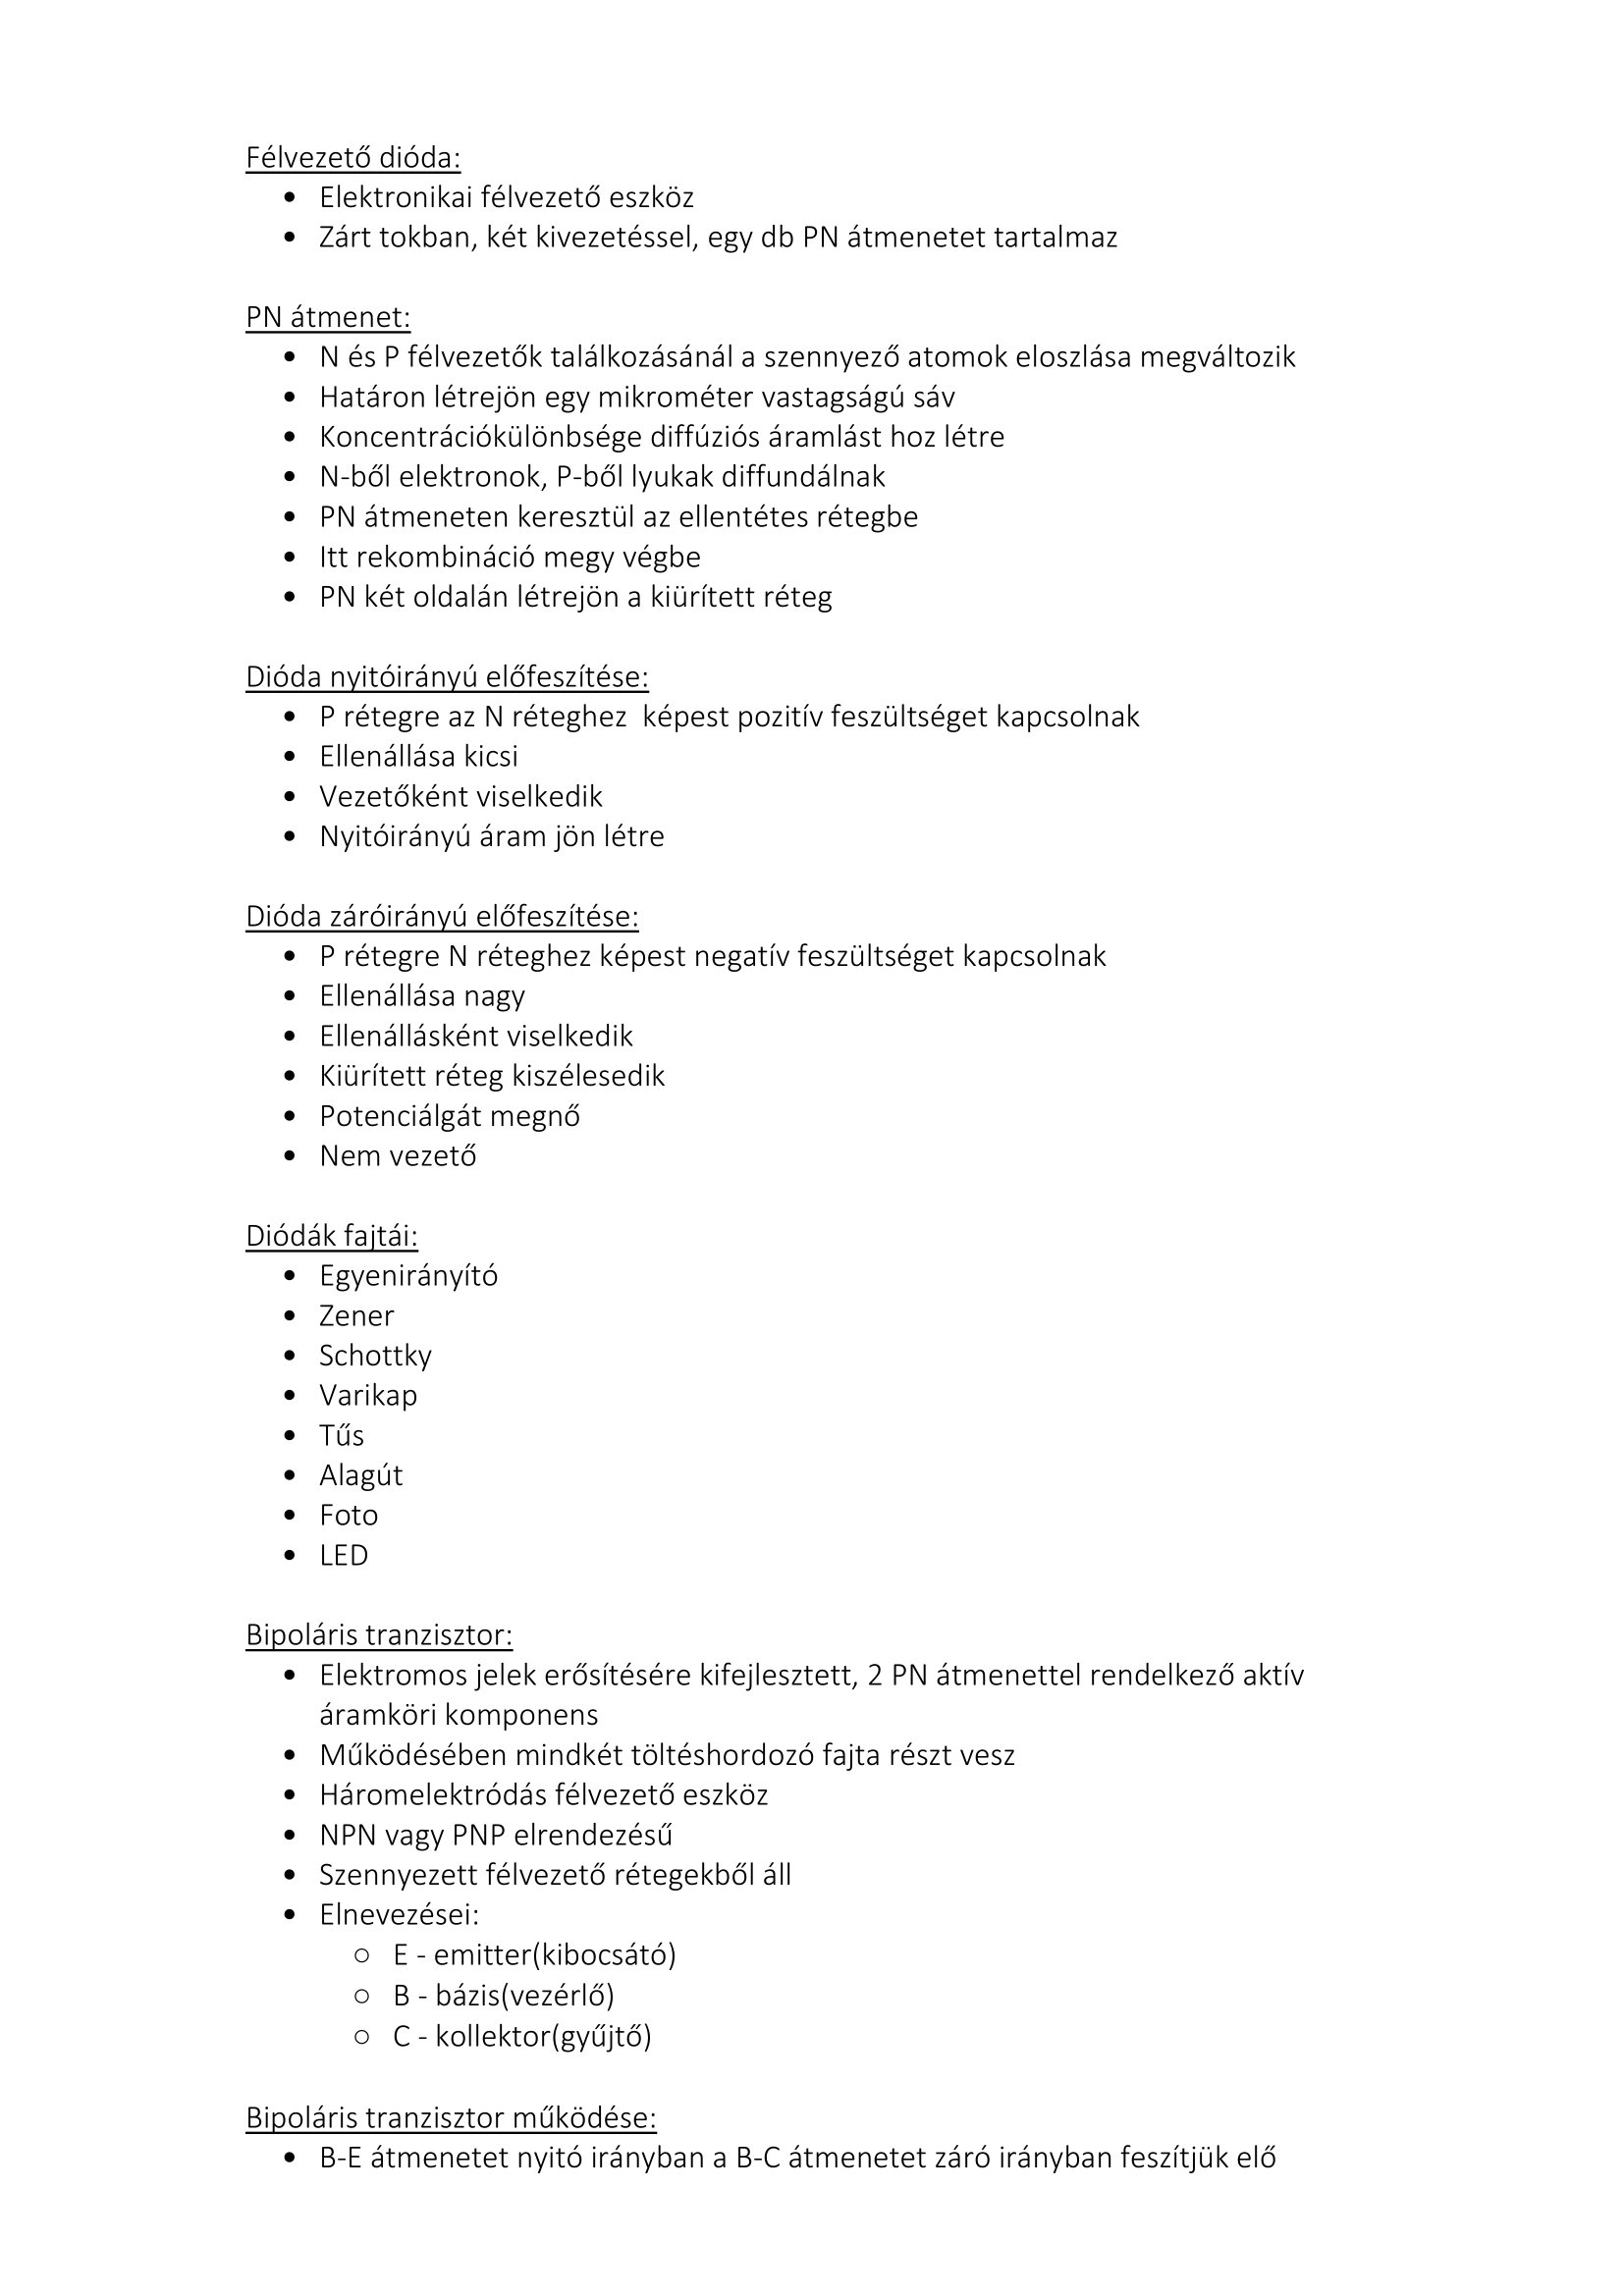 Félvezető dióda:
• Elektronikai félvezető eszköz
• Zárt tokban, két kivezetéssel, egy db PN átmenetet tartalmaz
PN átmenet:
• N és P félvezetők találkozásánál a szennyező atomok eloszlása megváltozik
• Határon létrejön egy mikrométer vastagságú sáv
• Koncentrációkülönbsége diffúziós áramlást hoz létre
• N-ből elektronok, P-ből lyukak diffundálnak
• PN átmeneten keresztül az ellentétes rétegbe
• Itt rekombináció megy végbe
• PN két oldalán létrejön a kiürített réteg
Dióda nyitóirányú előfeszítése:
• P rétegre az N réteghez  képest pozitív feszültséget kapcsolnak
• Ellenállása kicsi
• Vezetőként viselkedik
• Nyitóirányú áram jön létre
Dióda záróirányú előfeszítése:
• P rétegre N réteghez képest negatív feszültséget kapcsolnak
• Ellenállása nagy
• Ellenállásként viselkedik
• Kiürített réteg kiszélesedik
• Potenciálgát megnő
• Nem vezető
Diódák fajtái:
• Egyenirányító
• Zener
• Schottky
• Varikap
• Tűs
• Alagút
• Foto
• LED
Bipoláris tranzisztor:
• Elektromos jelek erősítésére kifejlesztett, 2 PN átmenettel rendelkező aktív
áramköri komponens
• Működésében mindkét töltéshordozó fajta részt vesz
• Háromelektródás félvezető eszköz
• NPN vagy PNP elrendezésű
• Szennyezett félvezető rétegekből áll
• Elnevezései:
○ E - emitter(kibocsátó)
○ B - bázis(vezérlő)
○ C - kollektor(gyűjtő)
Bipoláris tranzisztor működése:
• B-E átmenetet nyitó irányban a B-C átmenetet záró irányban feszítjük elő